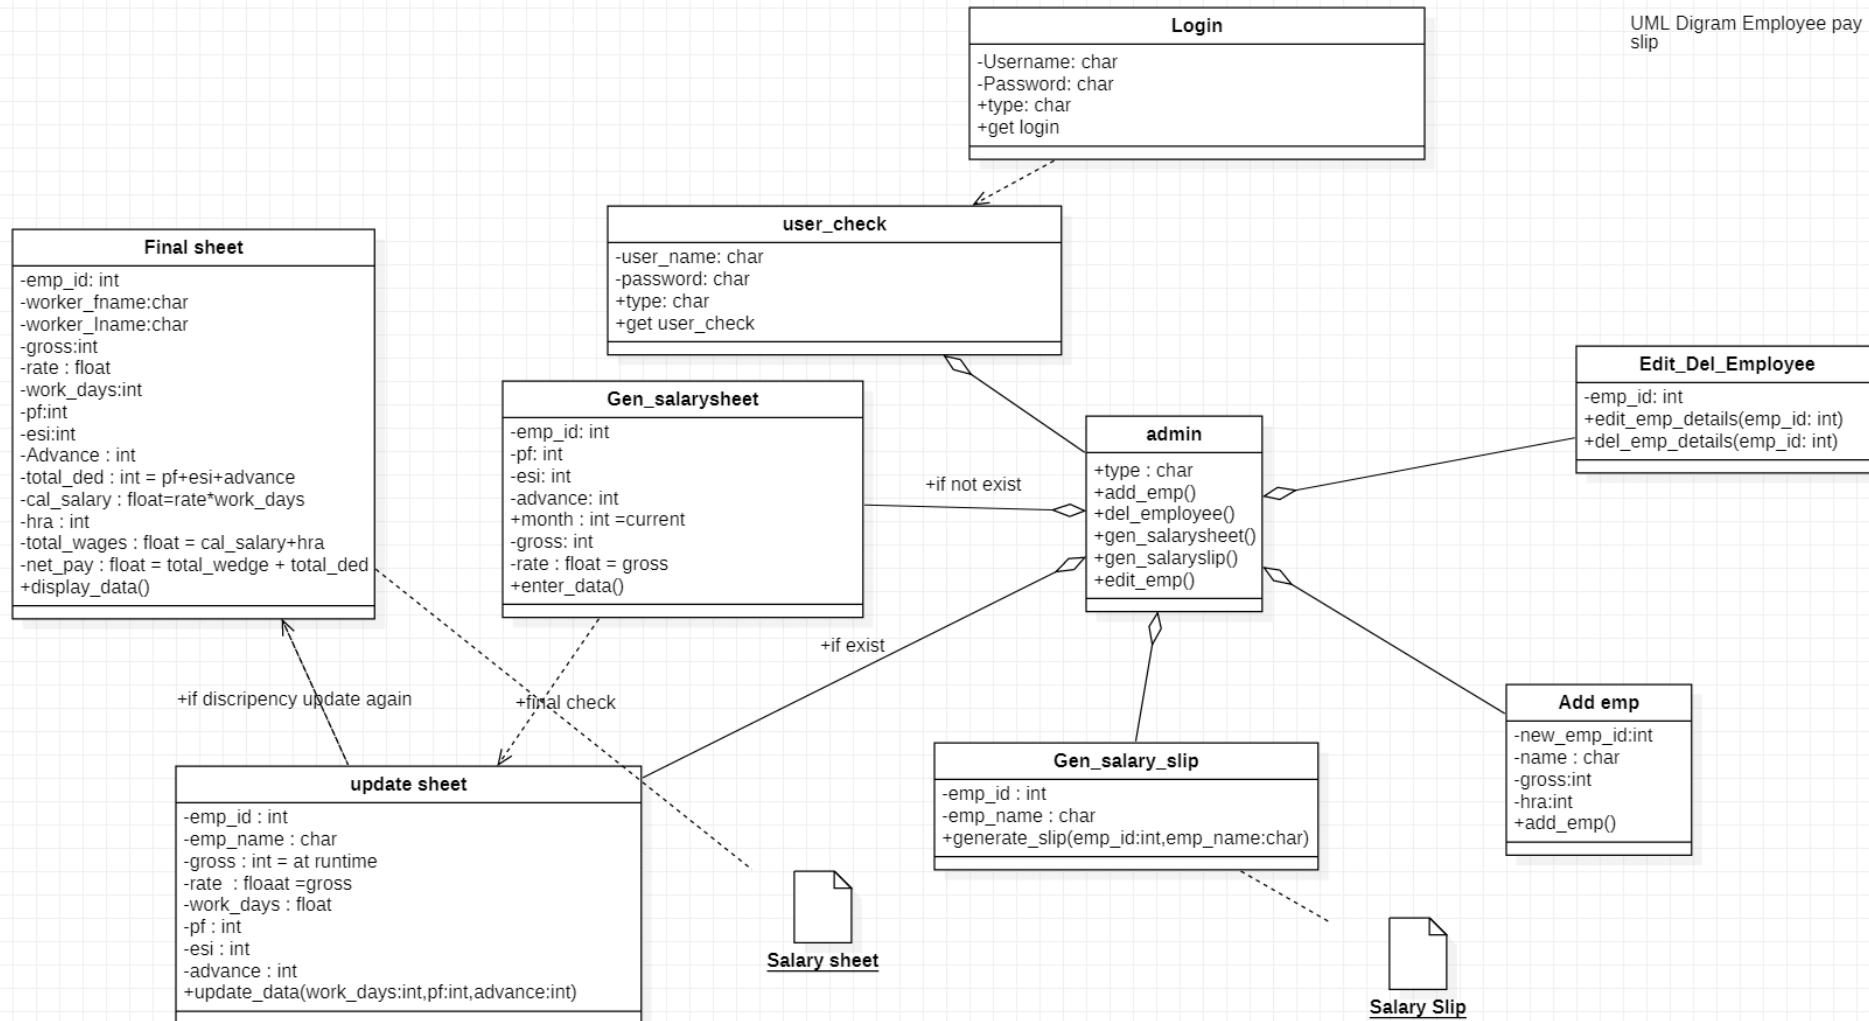 UML Digram Employee pay
slip
Login
-Username: char
-Password: char
+type: char
+get login
user_check
-user_name: char
-password: char
+type: char
+get user_check
Final sheet
-emp_id: int
-worker_fname:char
-worker_lname:char
-gross:int
-rate : float
-work_days:int
-pf:int
-esi:int
-Advance : int
-total_ded : int = pf+esi+advance
-cal_salary : float=rate*work_days
-hra : int
-total_wages : float = cal_salary+hra
-net_pay : float = total_wedge + total_ded
+display_data()
Gen_salarysheet
-emp_id: int
-pf: int
-esi: int
-advance: int
+month : int =current
-gross: int
-rate : float = gross
+enter_data()
+if not exist
admin
+type : char
+add_emp()
+del_employee()
+gen_salarysheet()
+gen_salaryslip()
+edit_emp()
Edit_Del_Employee
-emp_id: int
+edit_emp_details(emp_id: int)
+del_emp_details(emp_id: int)
+if exist
+if discripency update again
+final check
update sheet
-emp_id : int
-emp_name : char
-gross : int = at runtime
-rate  : floaat =gross
-work_days : float
-pf : int
-esi : int
-advance : int
+update_data(work_days:int,pf:int,advance:int)
Gen_salary_slip
-emp_id : int
-emp_name : char
+generate_slip(emp_id:int,emp_name:char)
Add emp
-new_emp_id:int
-name : char
-gross:int
-hra:int
+add_emp()
Salary sheet
Salary Slip